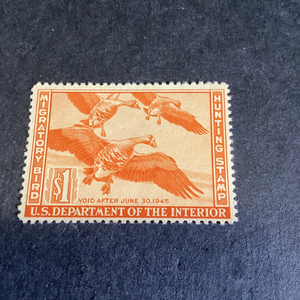 MIGRATORY BIRD
HUNTING STAMP
$1
VOID AFTER JUNE 30, 1945
U.S. DEPARTMENT OF THE INTERIOR